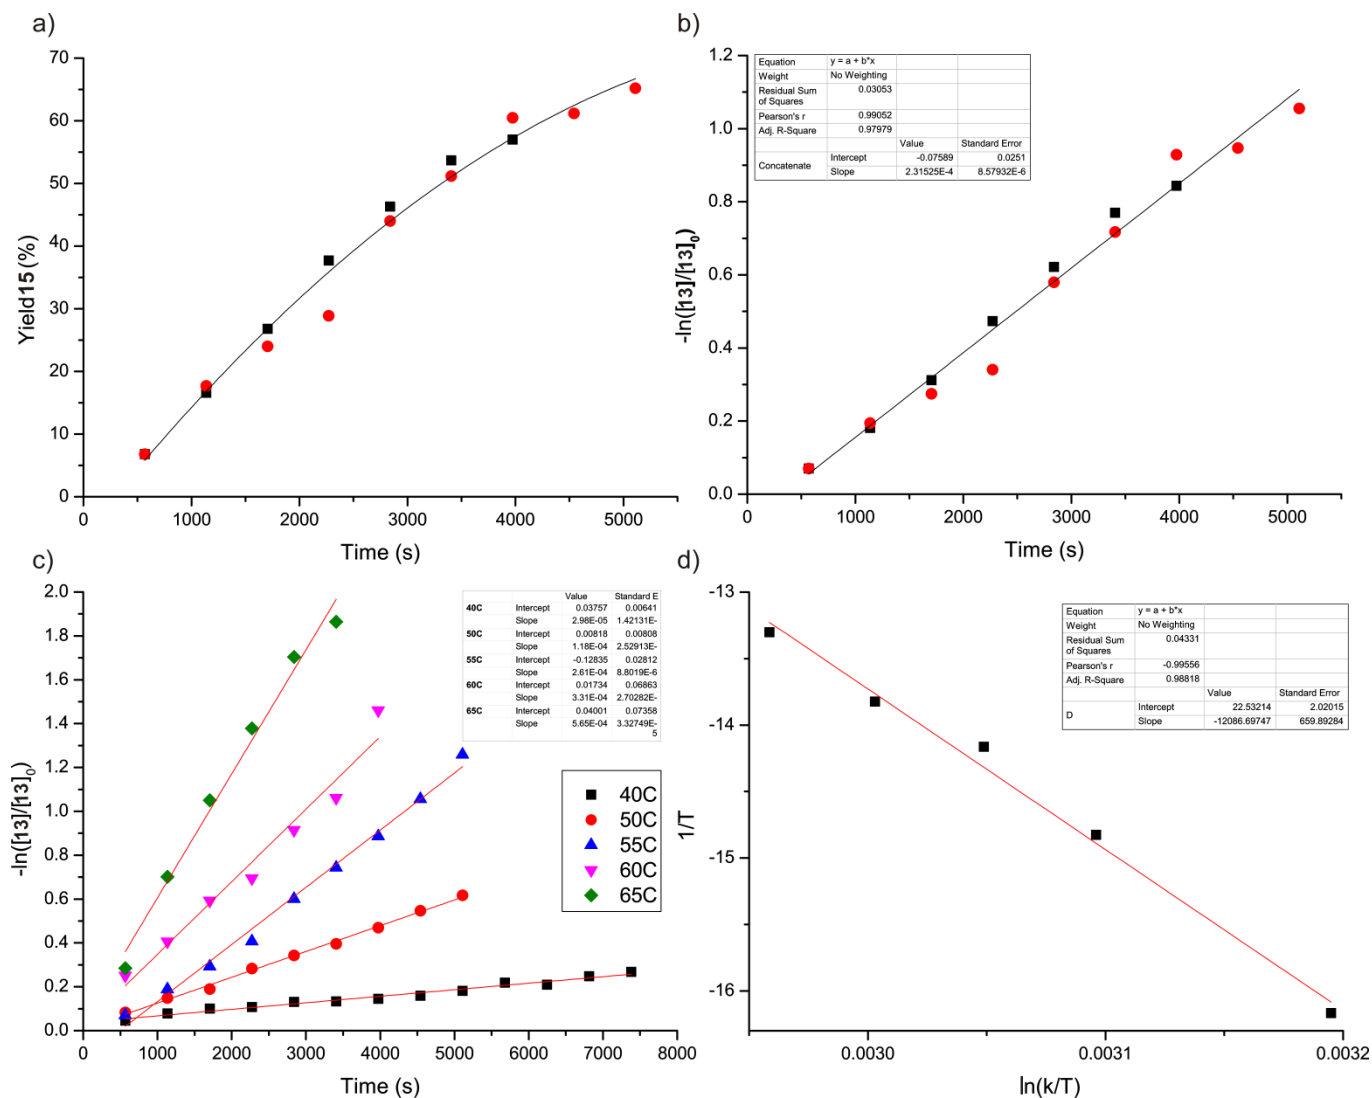 a)
70
60
50
40
30
20
10
0
Yield15 (%)
0 1000 2000 3000 4000 5000
Time (s)
b)
1.2
1.0
0.8
0.6
0.4
0.2
0.0
-ln([13]/[13]0)
Equation y = a + b*x
Weight No Weighting
Residual Sum of Squares 0.03053
Pearson's r 0.99052
Adj. R-Square 0.97979
Value Standard Error
Concatenate Intercept -0.07589 0.0251
Slope 2.31525E-4 8.57932E-6
0 1000 2000 3000 4000 5000
Time (s)
c)
2.0
1.8
1.6
1.4
1.2
1.0
0.8
0.6
0.4
0.2
0.0
-ln([13]/[13]0)
Value Standard E
40C Intercept 0.03757 0.00641
Slope 2.98E-05 1.42131E-
50C Intercept 0.00818 0.00808
Slope 1.18E-04 2.52913E-
55C Intercept -0.12835 0.02812
Slope 2.61E-04 8.8019E-6
60C Intercept 0.01734 0.06863
Slope 3.31E-04 2.70282E-
65C Intercept 0.04001 0.07358
Slope 5.65E-04 3.32749E-
5
40C
50C
55C
60C
65C
0 1000 2000 3000 4000 5000 6000 7000 8000
Time (s)
d)
-13
-14
-15
-16
1/T
Equation y = a + b*x
Weight No Weighting
Residual Sum of Squares 0.04331
Pearson's r -0.99556
Adj. R-Square 0.98818
Value Standard Error
D Intercept 22.53214 2.02015
Slope -12086.69747 659.89284
0.0030 0.0031 0.0032
ln(k/T)